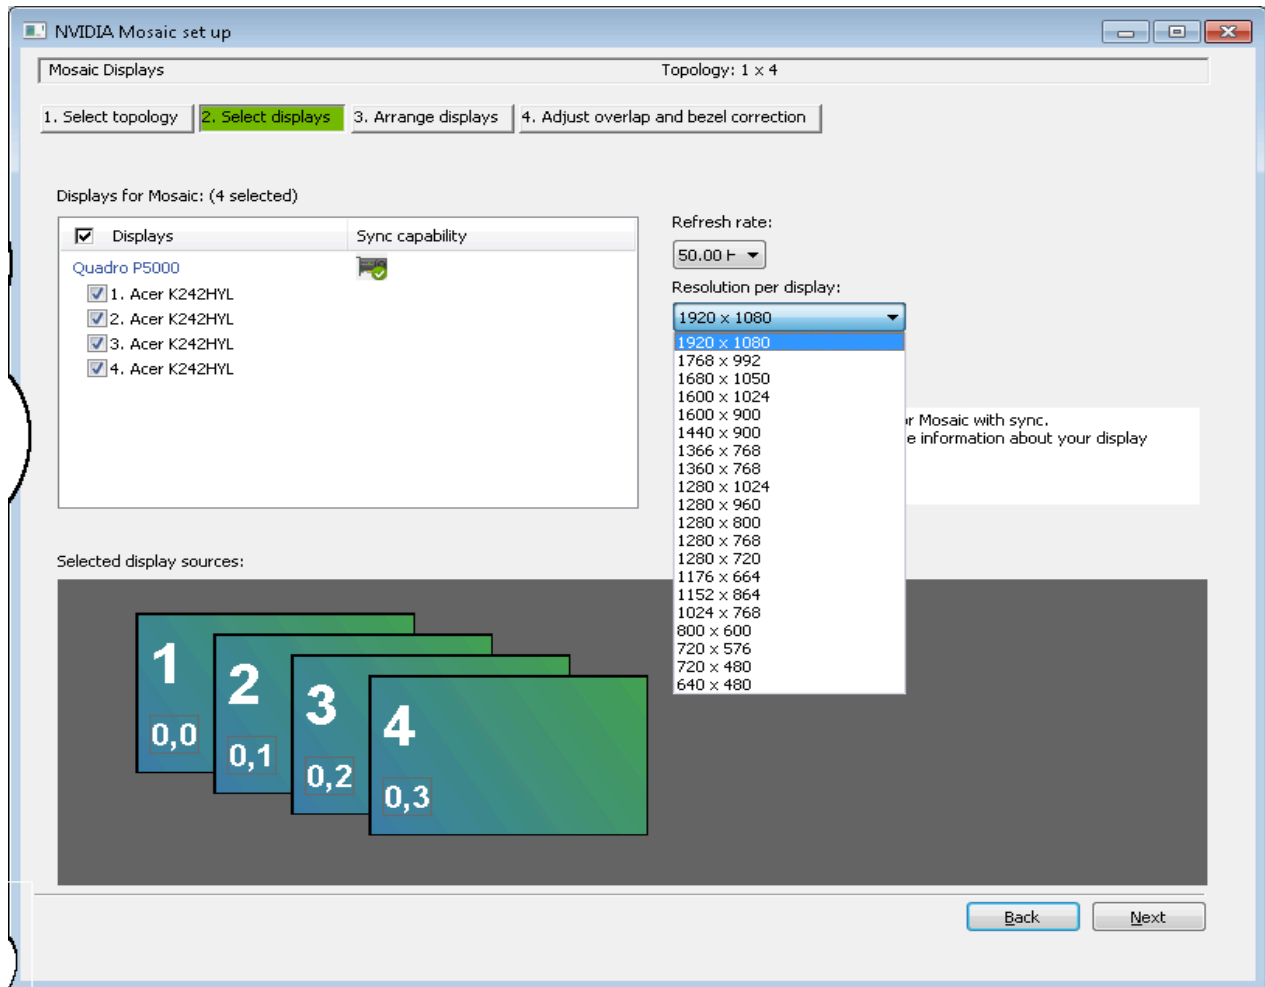 NVIDIA Mosaic set up
Mosaic Displays
Topology: 1 x 4
1. Select topology
2. Select displays
3. Arrange displays
4. Adjust overlap and bezel correction
Displays for Mosaic: (4 selected)
Displays
Sync capability
Quadro P5000
1. Acer K242HYL
2. Acer K242HYL
3. Acer K242HYL
4. Acer K242HYL
Refresh rate:
50.00
Resolution per display:
1920 x 1080
1920 x 1080
1768 x 992
1680 x 1050
1600 x 1024
1600 x 900
1440 x 900
1366 x 768
1360 x 768
1280 x 1024
1280 x 960
1280 x 800
1280 x 768
1280 x 720
1176 x 664
1152 x 864
1024 x 768
800 x 600
720 x 576
720 x 480
640 x 480
Mosaic with sync.
information about your display
Selected display sources:
1
0,0
2
0,1
3
0,2
4
0,3
Back
Next